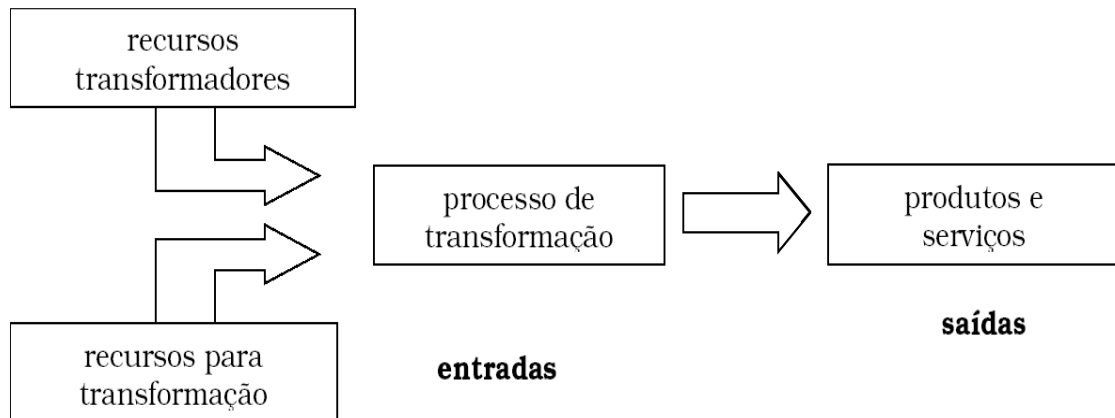 recursos
transformadores
processo de
transformação
produtos e
serviços
saídas
recursos para
transformação
entradas